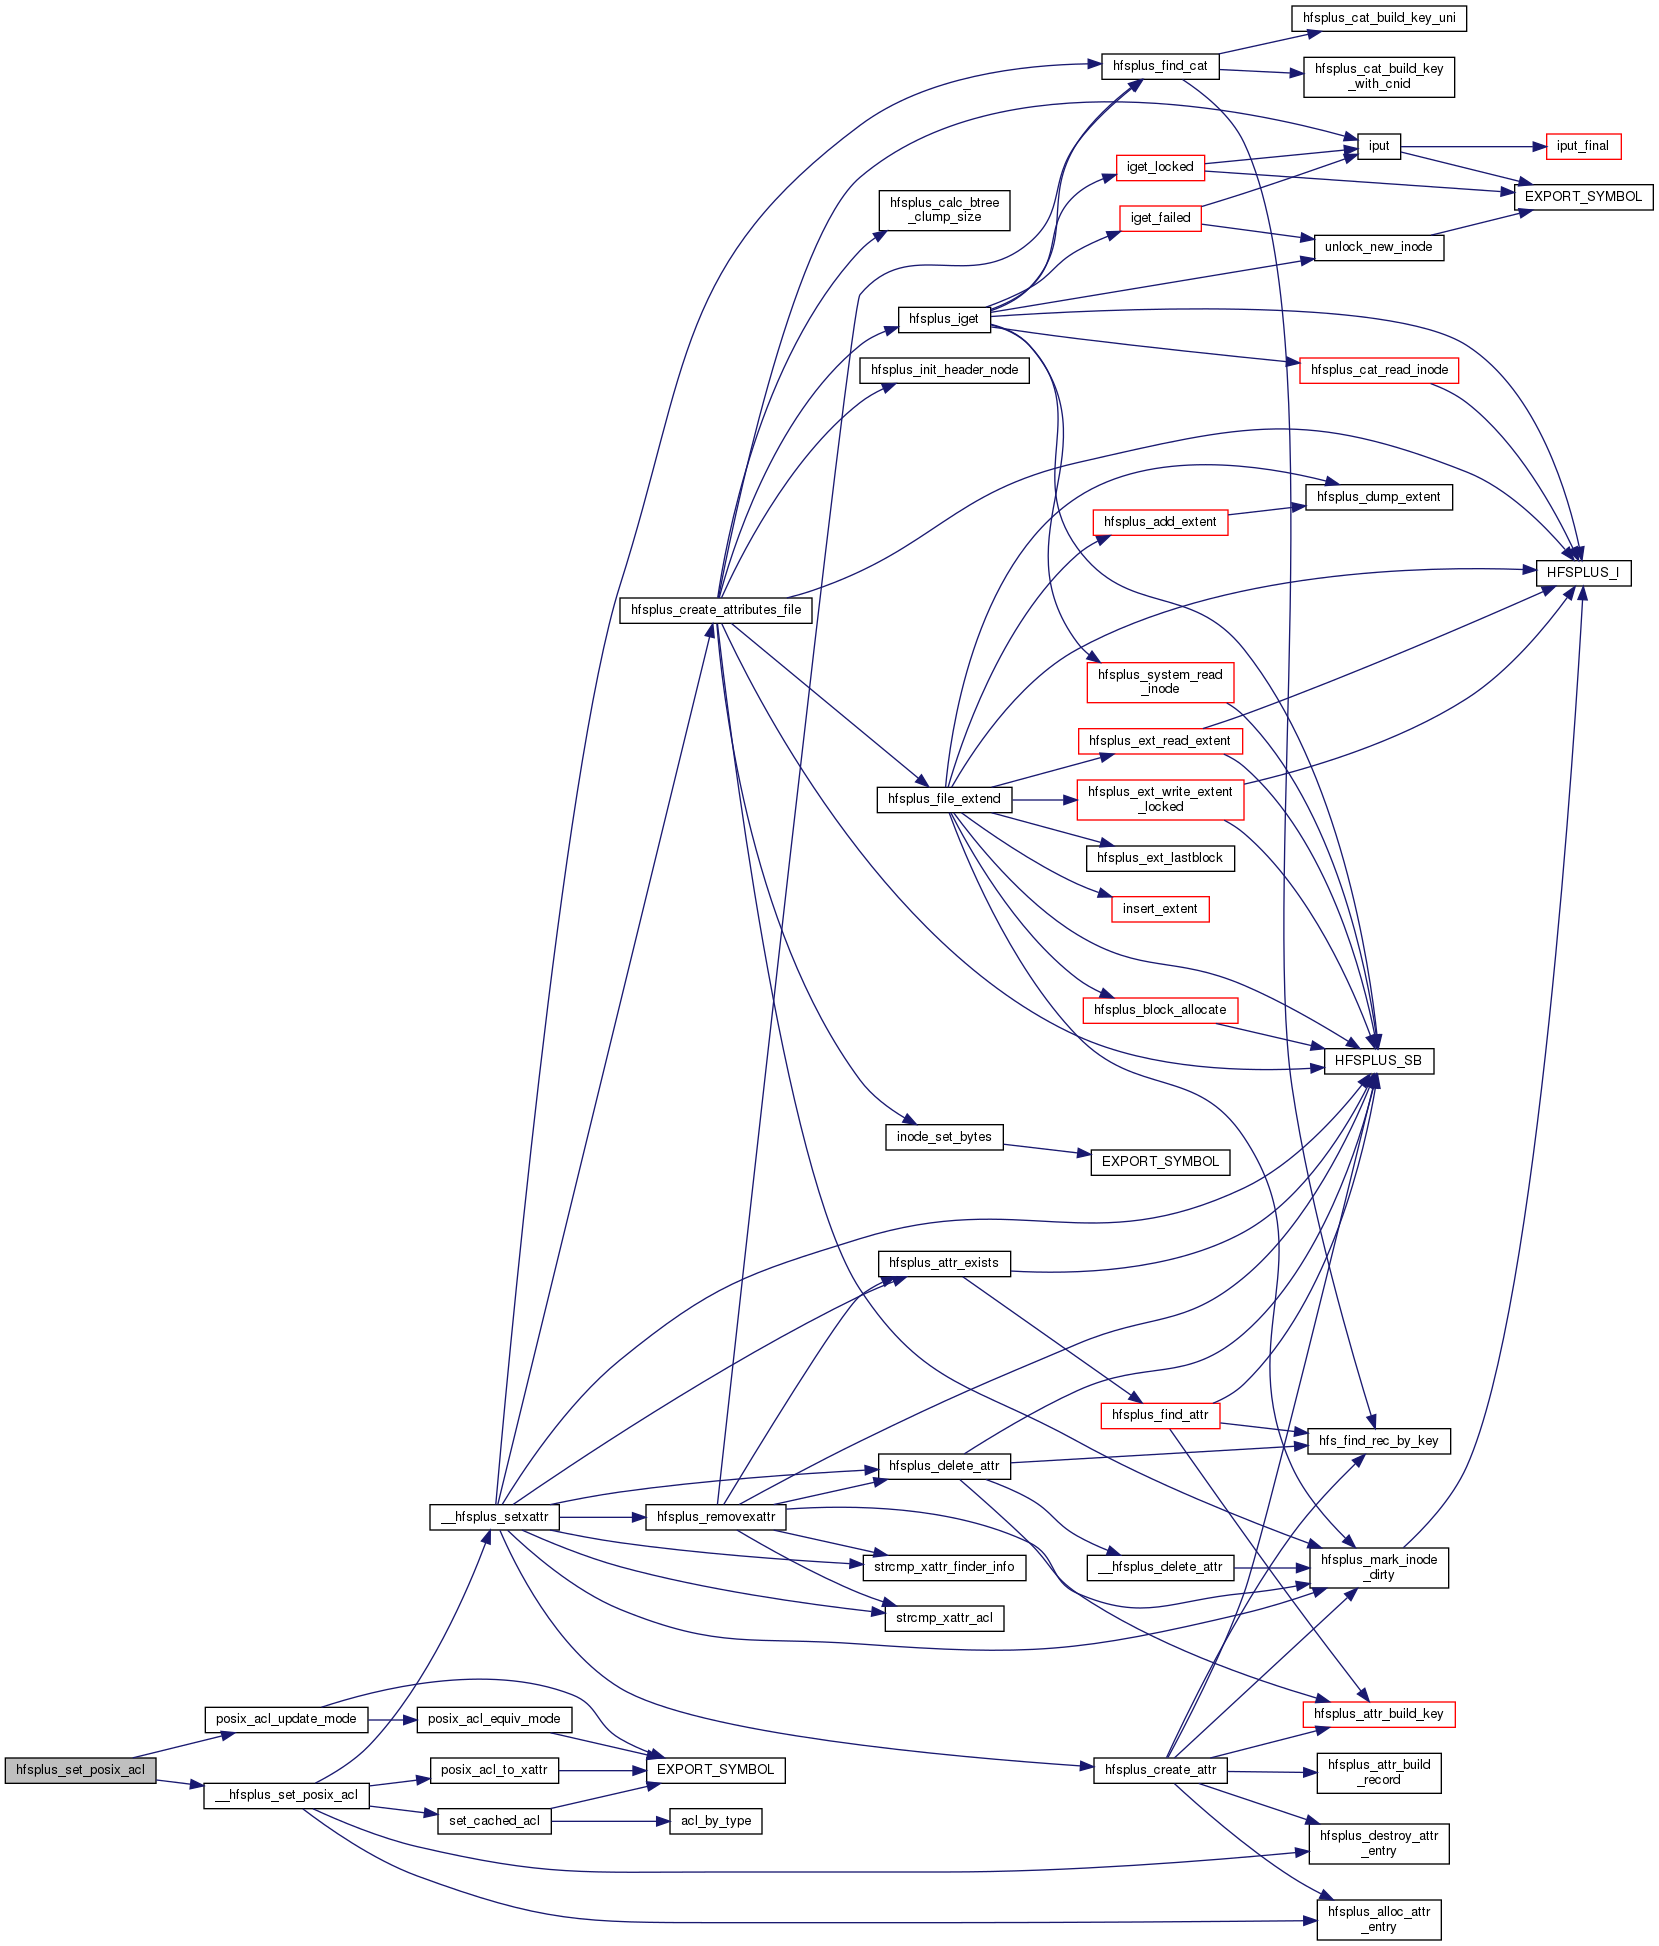 hfsplus_cat_build_key_uni
hfsplus_find_cat
hfsplus_cat_build_key
_with_cnid
iput
iput_final
iget_locked
EXPORT_SYMBOL
hfsplus_calc_btree
_clump_size
iget_failed
unlock_new_inode
hfsplus_iget
hfsplus_init_header_node
hfsplus_cat_read_inode
hfsplus_dump_extent
hfsplus_add_extent
HFSPLUS_I
hfsplus_create_attributes_file
hfsplus_system_read
_inode
hfsplus_ext_read_extent
hfsplus_file_extend
hfsplus_ext_write_extent
_locked
hfsplus_ext_lastblock
insert_extent
hfsplus_block_allocate
HFSPLUS_SB
inode_set_bytes
EXPORT_SYMBOL
hfsplus_attr_exists
hfsplus_find_attr
hfs_find_rec_by_key
hfsplus_delete_attr
__hfsplus_setxattr
hfsplus_removexattr
strcmp_xattr_finder_info
__hfsplus_delete_attr
hfsplus_mark_inode
_dirty
strcmp_xattr_acl
posix_acl_update_mode
posix_acl_equiv_mode
hfsplus_attr_build_key
hfsplus_set_posix_acl
posix_acl_to_xattr
EXPORT_SYMBOL
hfsplus_create_attr
hfsplus_attr_build
_record
__hfsplus_set_posix_acl
set_cached_acl
acl_by_type
hfsplus_destroy_attr
_entry
hfsplus_alloc_attr
_entry